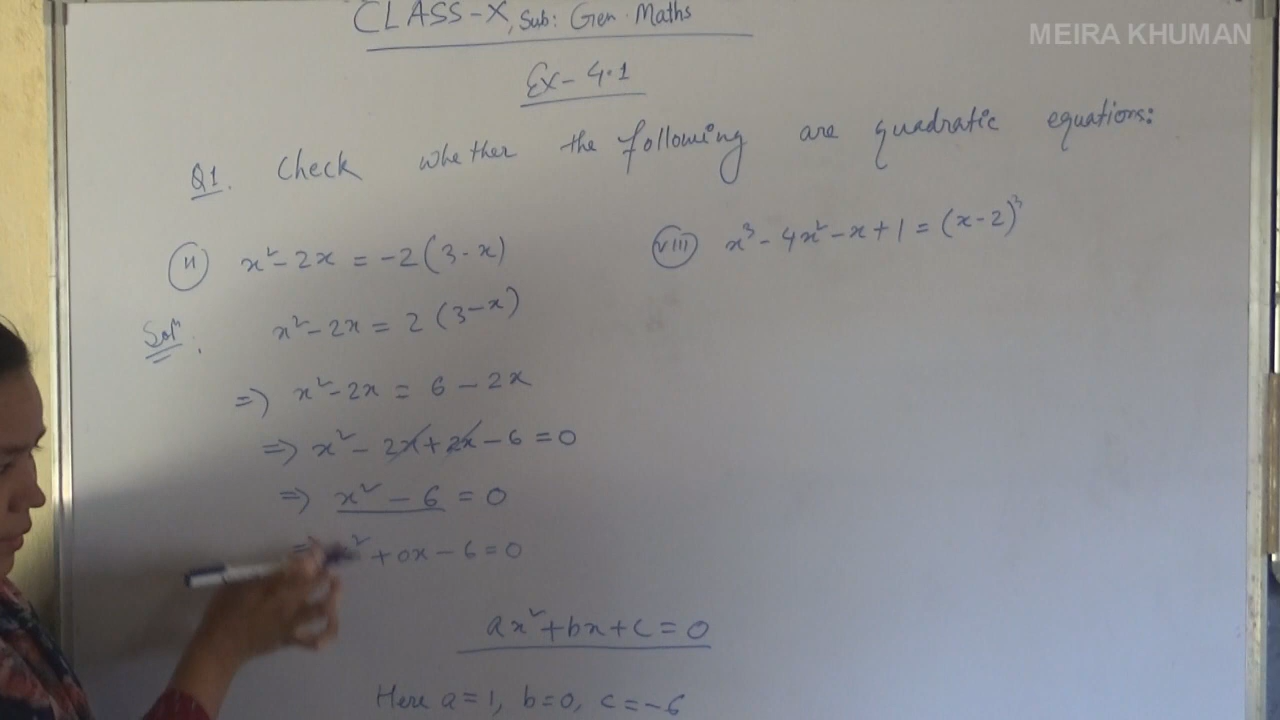 CLASS-X, Sub: Gen. Maths
MEIRA KHUMAN
Ex-4.1
Q1. Check whether the following are quadratic equations:
(ii) x² - 2x = -2(3-x)
(viii) x³ - 4x² - x + 1 = (x-2)³
Solⁿ. x² - 2x = 2(3-x)
⇒) x² - 2x = 6 - 2x
⇒) x² - 2x + 2x - 6 = 0
⇒) x² - 6 = 0
⇒) x² + 0x - 6 = 0
ax² + bx + c = 0
Here a=1, b=0, c=-6